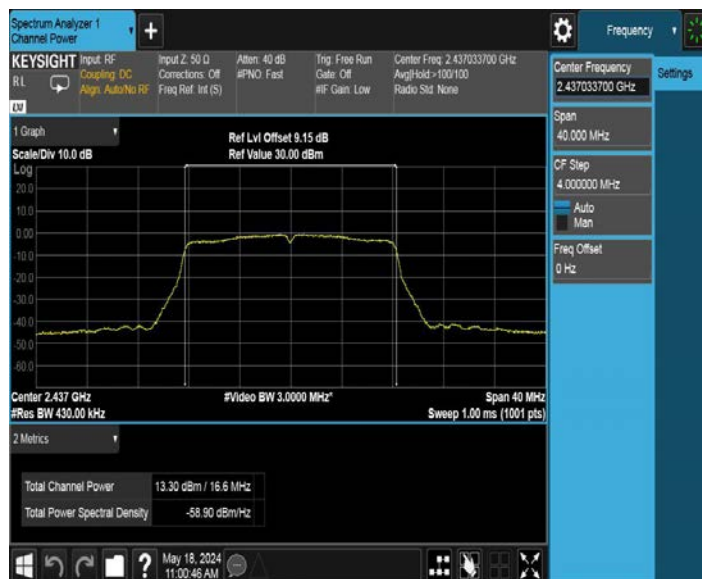 Spectrum Analyzer 1
Channel Power
+
Frequency
KEYSIGHT
RL
LXI
Input: RF
Coupling: DC
Align: Auto/No RF
Input Z: 50 Ω
Corrections: Off
Freq Ref: Int (S)
Atten: 40 dB
#PNO: Fast
Trig: Free Run
Gate: Off
#IF Gain: Low
Center Freq: 2.437033700 GHz
Avg|Hold:>100/100
Radio Std: None
Center Frequency
2.437033700 GHz
Settings
Span
40.000 MHz
CF Step
4.000000 MHz
Auto
Man
Freq Offset
0 Hz
1 Graph
Scale/Div 10.0 dB
Ref Lvl Offset 9.15 dB
Ref Value 30.00 dBm
Log
20.0
10.0
0.00
-10.0
-20.0
-30.0
-40.0
-50.0
-60.0
Center 2.437 GHz
#Res BW 430.00 kHz
#Video BW 3.0000 MHz*
Span 40 MHz
Sweep 1.00 ms (1001 pts)
2 Metrics
Total Channel Power 13.30 dBm / 16.6 MHz
Total Power Spectral Density -58.90 dBm/Hz
?
May 18, 2024
11:00:46 AM